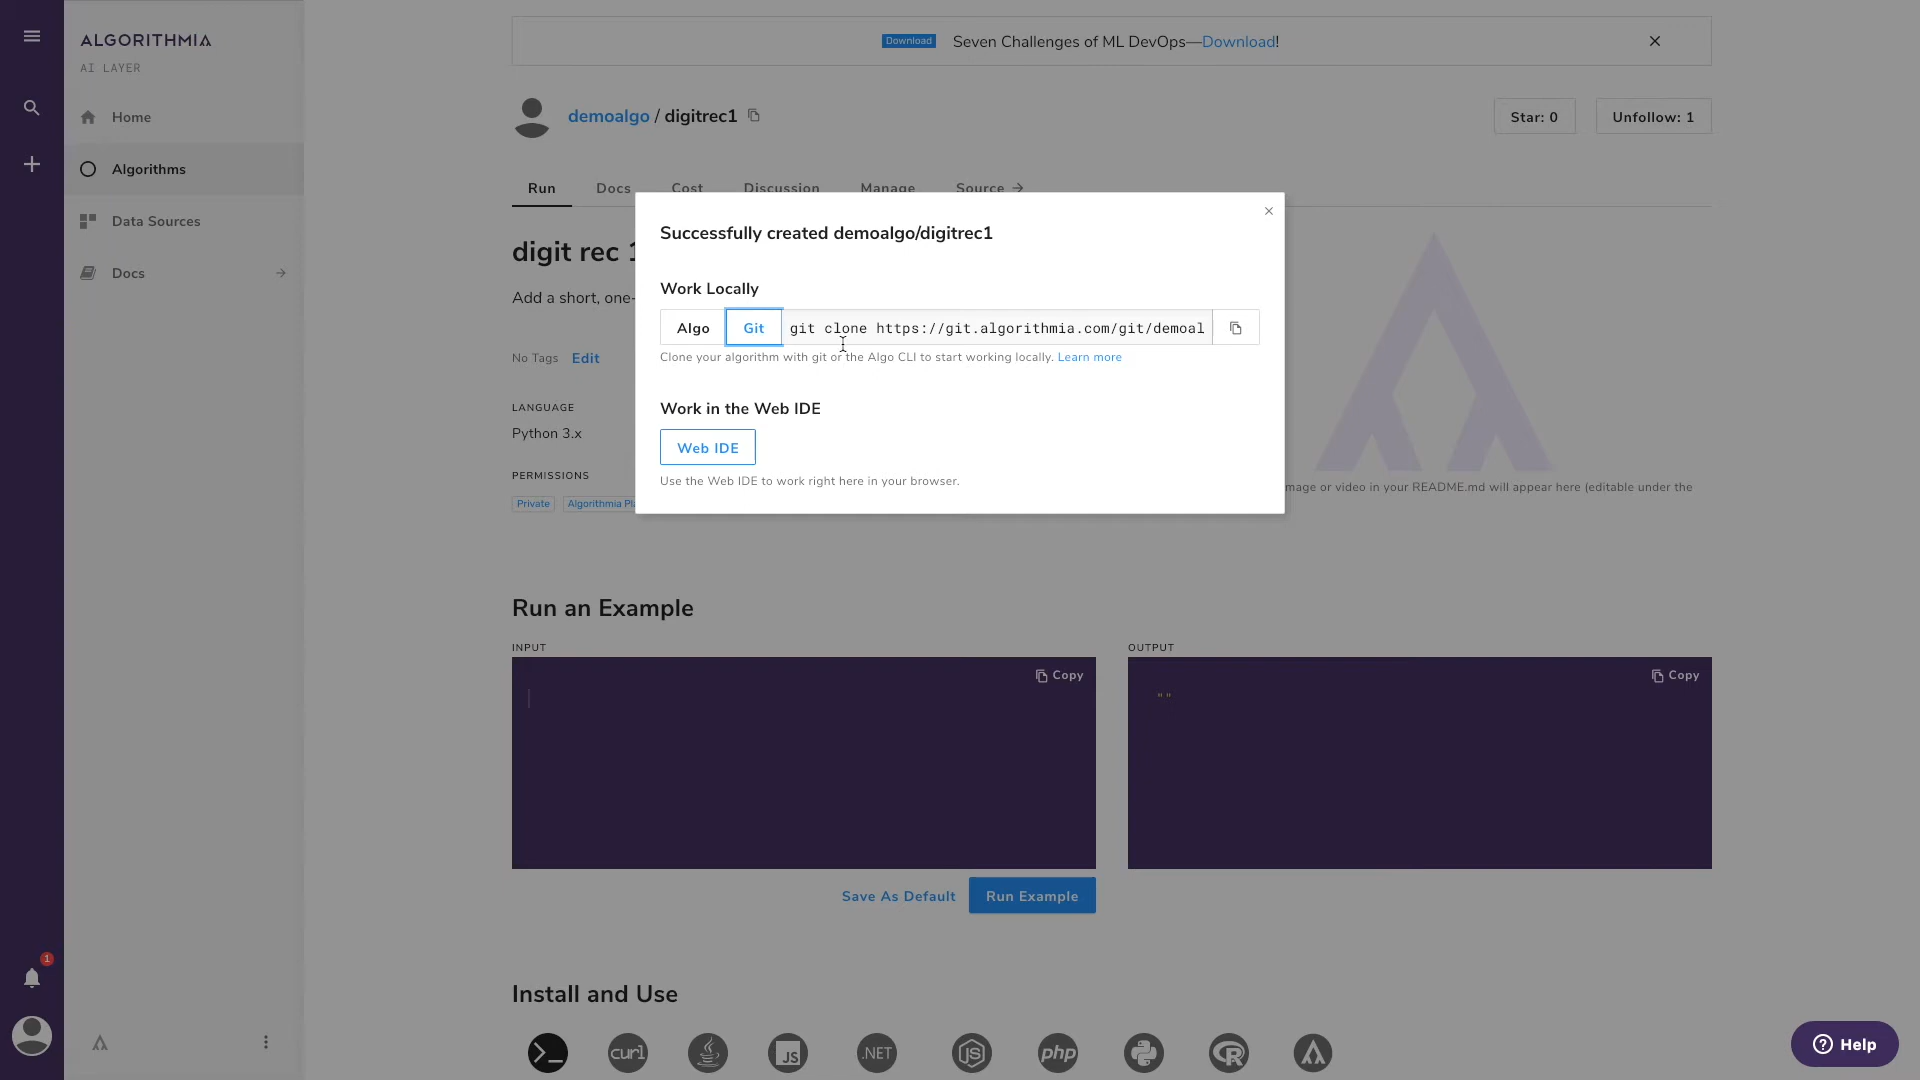 ALGORITHMIA
AI LAYER
Home
Algorithms
Data Sources
Docs
1
Download Seven Challenges of ML DevOps—Download!
demoalgo / digitrec1
Star: 0
Unfollow: 1
Run
Docs
Cost
Discussion
Manage
Source
digit rec 1
Add a short, one-
No Tags Edit
LANGUAGE
Python 3.x
PERMISSIONS
Private
Algorithmia Pl
Successfully created demoalgo/digitrec1
Work Locally
Algo
Git
git clone https://git.algorithmia.com/git/demoal
Clone your algorithm with git or the Algo CLI to start working locally. Learn more
Work in the Web IDE
Web IDE
Use the Web IDE to work right here in your browser.
mage or video in your README.md will appear here (editable under the
Run an Example
INPUT
Copy
OUTPUT
Copy
""
Save As Default
Run Example
Install and Use
curl
JS
.NET
JS
php
R
Help